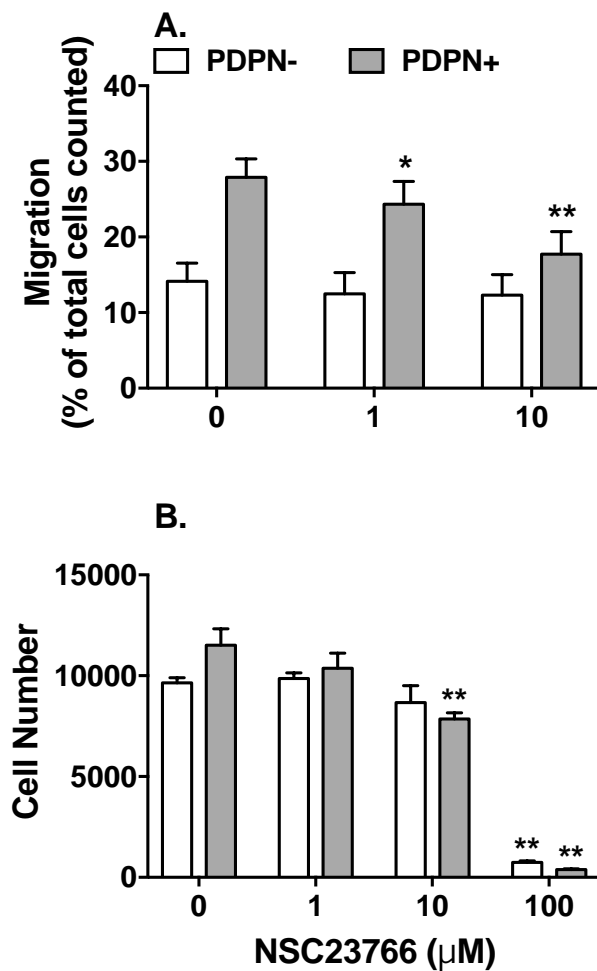 A.
PDPN- PDPN+
Migration
(% of total cells counted)
40
30
20
10
0
*
**
0 1 10
B.
Cell Number
15000
10000
5000
0
**
** **
0 1 10 100
NSC23766 (μM)